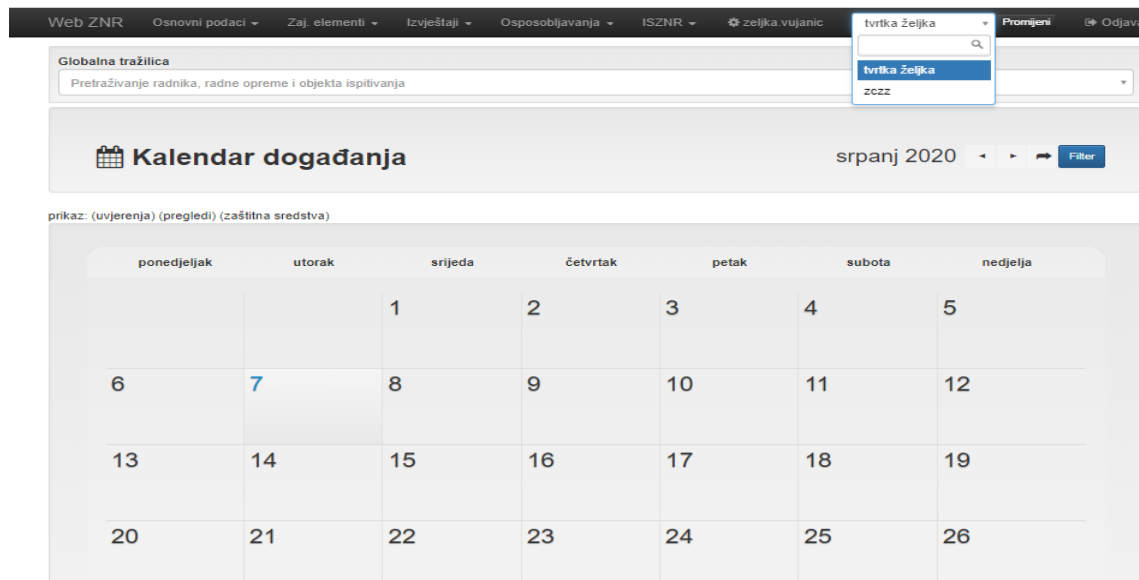 Web ZNR Osnovni podaci Zaj. elementi Izvještaji Osposobljavanja ISZNR zeljka.vujanic tvrtka željka Promijeni Odjava
tvrtka željka
zczz
Globalna tražilica
Pretraživanje radnika, radne opreme i objekta ispitivanja
Kalendar događanja srpanj 2020 Filter
prikaz: (uvjerenja) (pregledi) (zaštitna sredstva)
ponedjeljak utorak srijeda četvrtak petak subota nedjelja
1 2 3 4 5
6 7 8 9 10 11 12
13 14 15 16 17 18 19
20 21 22 23 24 25 26